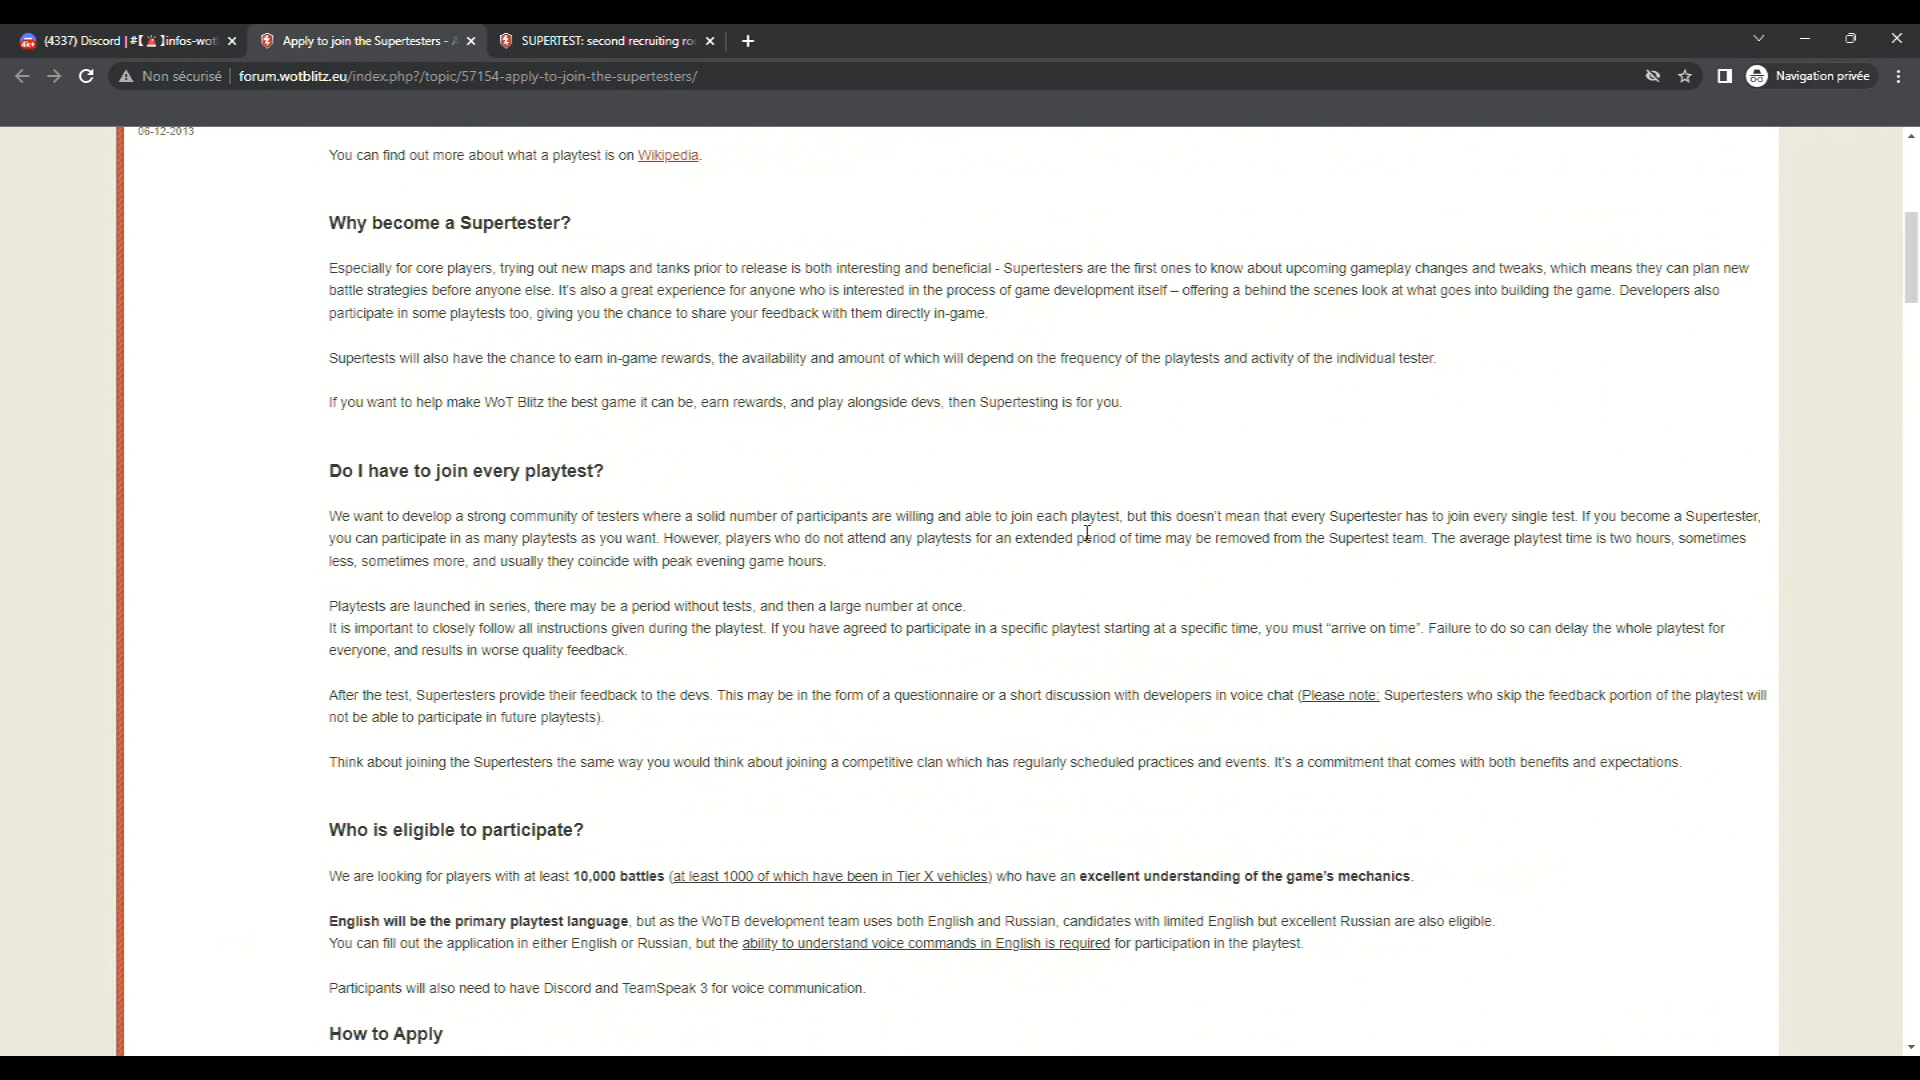 (4337) Discord | #【🚨】infos-wot
Apply to join the Supertesters - A
SUPERTEST: second recruiting ro
Non sécurisé
forum.wotblitz.eu/index.php?/topic/57154-apply-to-join-the-supertesters/
Navigation privée
06-12-2013
You can find out more about what a playtest is on Wikipedia.
Why become a Supertester?
Especially for core players, trying out new maps and tanks prior to release is both interesting and beneficial - Supertesters are the first ones to know about upcoming gameplay changes and tweaks, which means they can plan new
battle strategies before anyone else. It's also a great experience for anyone who is interested in the process of game development itself – offering a behind the scenes look at what goes into building the game. Developers also
participate in some playtests too, giving you the chance to share your feedback with them directly in-game.
Supertests will also have the chance to earn in-game rewards, the availability and amount of which will depend on the frequency of the playtests and activity of the individual tester.
If you want to help make WoT Blitz the best game it can be, earn rewards, and play alongside devs, then Supertesting is for you.
Do I have to join every playtest?
We want to develop a strong community of testers where a solid number of participants are willing and able to join each playtest, but this doesn't mean that every Supertester has to join every single test. If you become a Supertester,
you can participate in as many playtests as you want. However, players who do not attend any playtests for an extended period of time may be removed from the Supertest team. The average playtest time is two hours, sometimes
less, sometimes more, and usually they coincide with peak evening game hours.
Playtests are launched in series, there may be a period without tests, and then a large number at once.
It is important to closely follow all instructions given during the playtest. If you have agreed to participate in a specific playtest starting at a specific time, you must “arrive on time”. Failure to do so can delay the whole playtest for
everyone, and results in worse quality feedback.
After the test, Supertesters provide their feedback to the devs. This may be in the form of a questionnaire or a short discussion with developers in voice chat (Please note: Supertesters who skip the feedback portion of the playtest will
not be able to participate in future playtests).
Think about joining the Supertesters the same way you would think about joining a competitive clan which has regularly scheduled practices and events. It's a commitment that comes with both benefits and expectations.
Who is eligible to participate?
We are looking for players with at least 10,000 battles (at least 1000 of which have been in Tier X vehicles) who have an excellent understanding of the game's mechanics.
English will be the primary playtest language, but as the WoTB development team uses both English and Russian, candidates with limited English but excellent Russian are also eligible.
You can fill out the application in either English or Russian, but the ability to understand voice commands in English is required for participation in the playtest.
Participants will also need to have Discord and TeamSpeak 3 for voice communication.
How to Apply